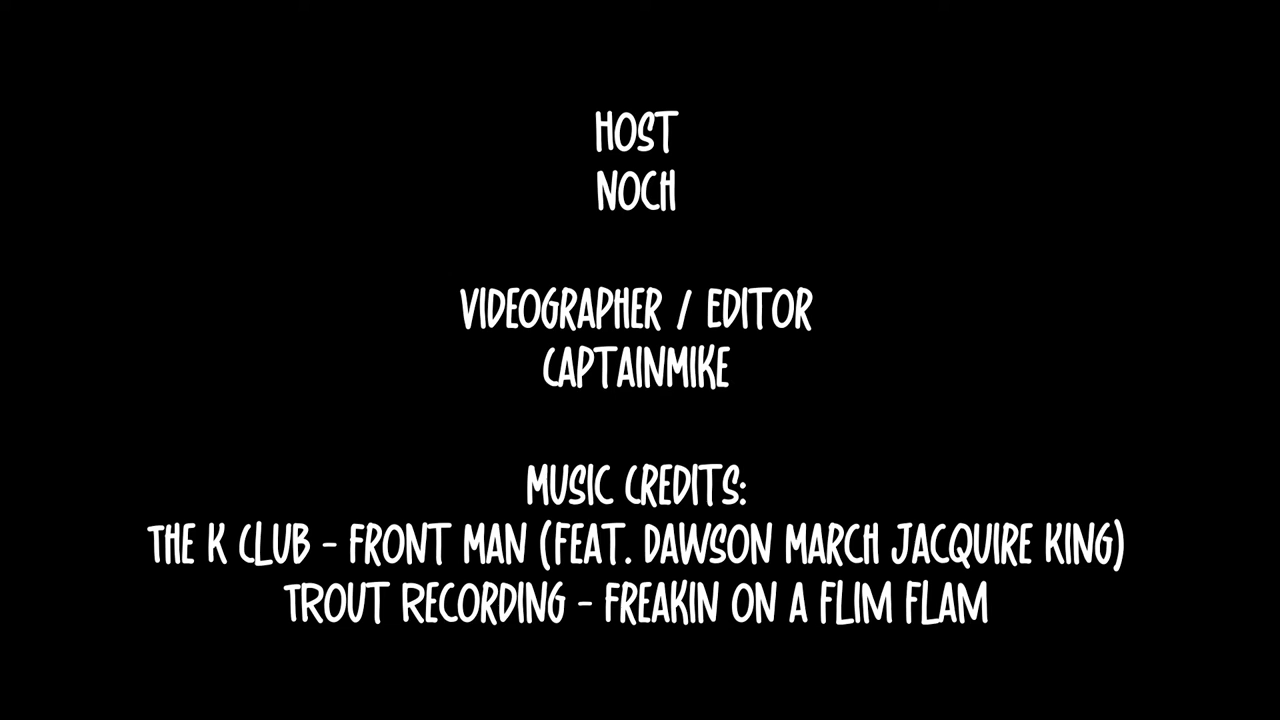 HOST
NOCH
VIDEOGRAPHER / EDITOR
CAPTAINMIKE
MUSIC CREDITS:
THE K CLUB - FRONT MAN (FEAT. DAWSON MARCH JACQUIRE KING)
TROUT RECORDING - FREAKIN ON A FLIM FLAM